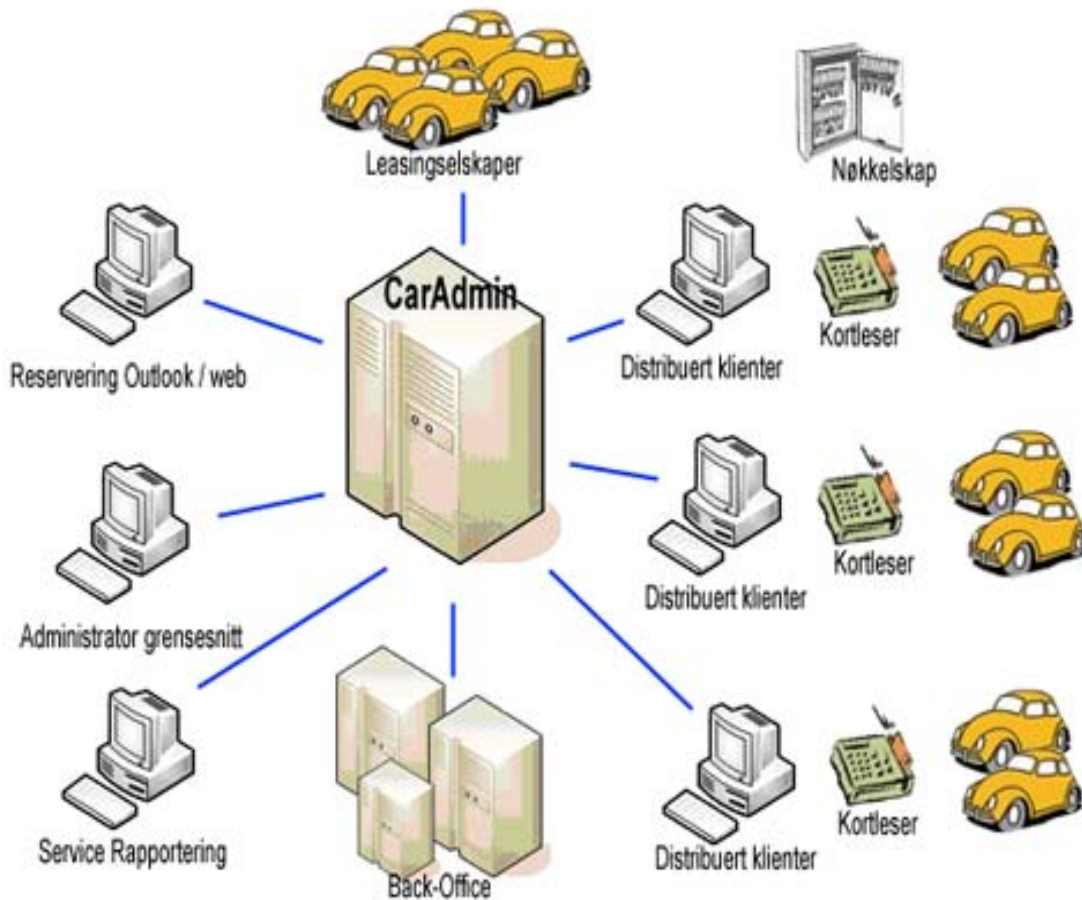 Leasingselskaper
Nøkkelskap
CarAdmin
Reservering Outlook / web
Distribuert klienter
Kortleser
Distribuert klienter
Kortleser
Administrator grensesnitt
Service Rapportering
Back-Office
Distribuert klienter
Kortleser